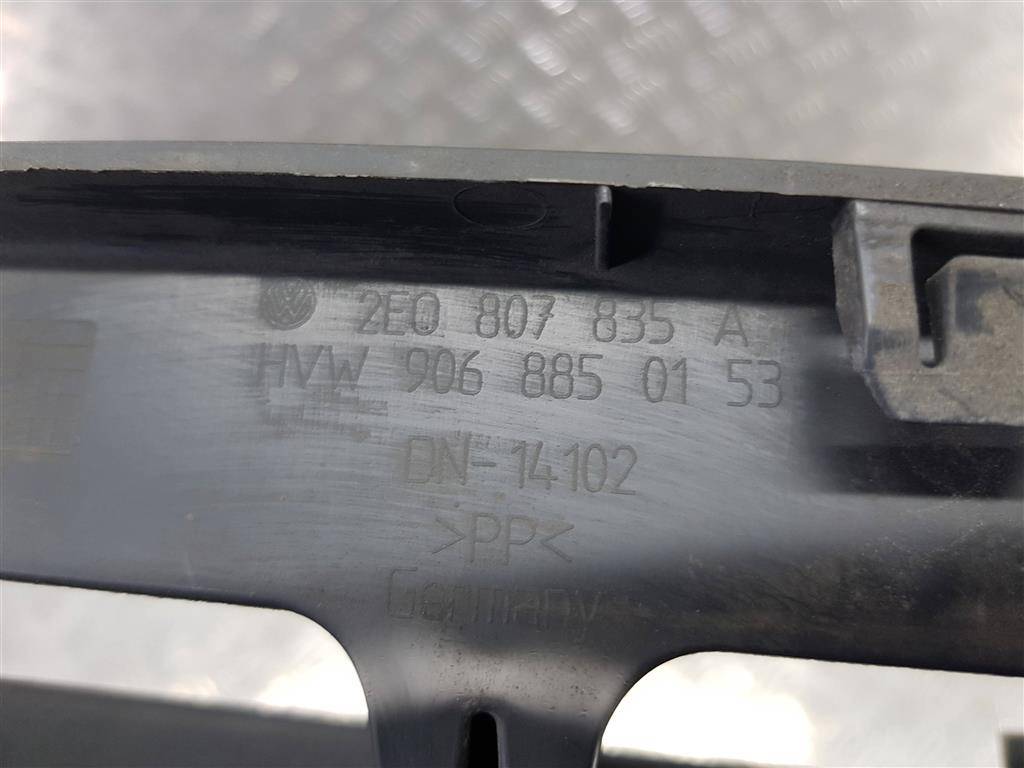 2E0 807 835 A
HVW 906 885 01 53
DN-14102
>PP<
Germany